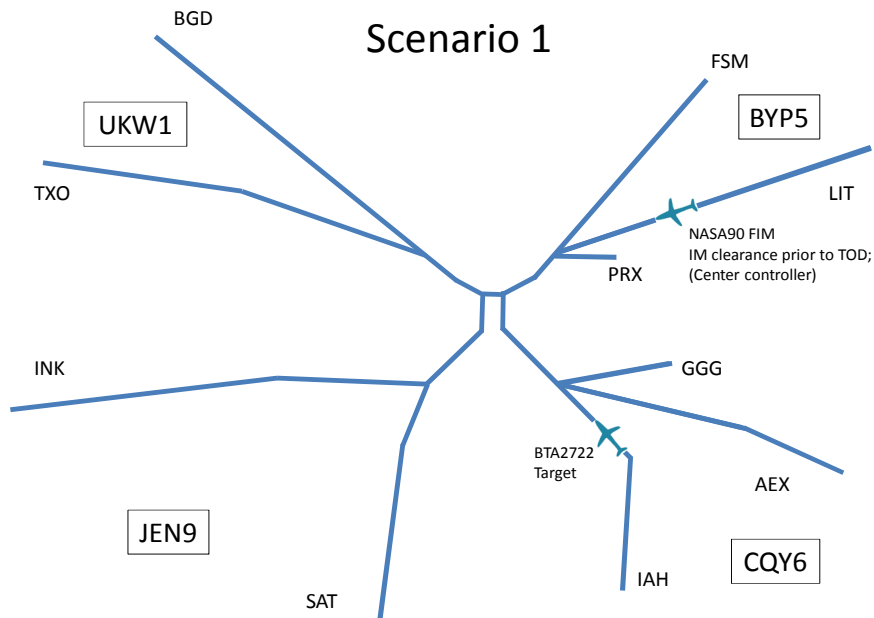 Scenario 1
BGD
FSM
UKW1
BYP5
TXO
LIT
NASA90 FIM
IM clearance prior to TOD;
(Center controller)
PRX
INK
GGG
BTA2722
Target
AEX
JEN9
CQY6
IAH
SAT